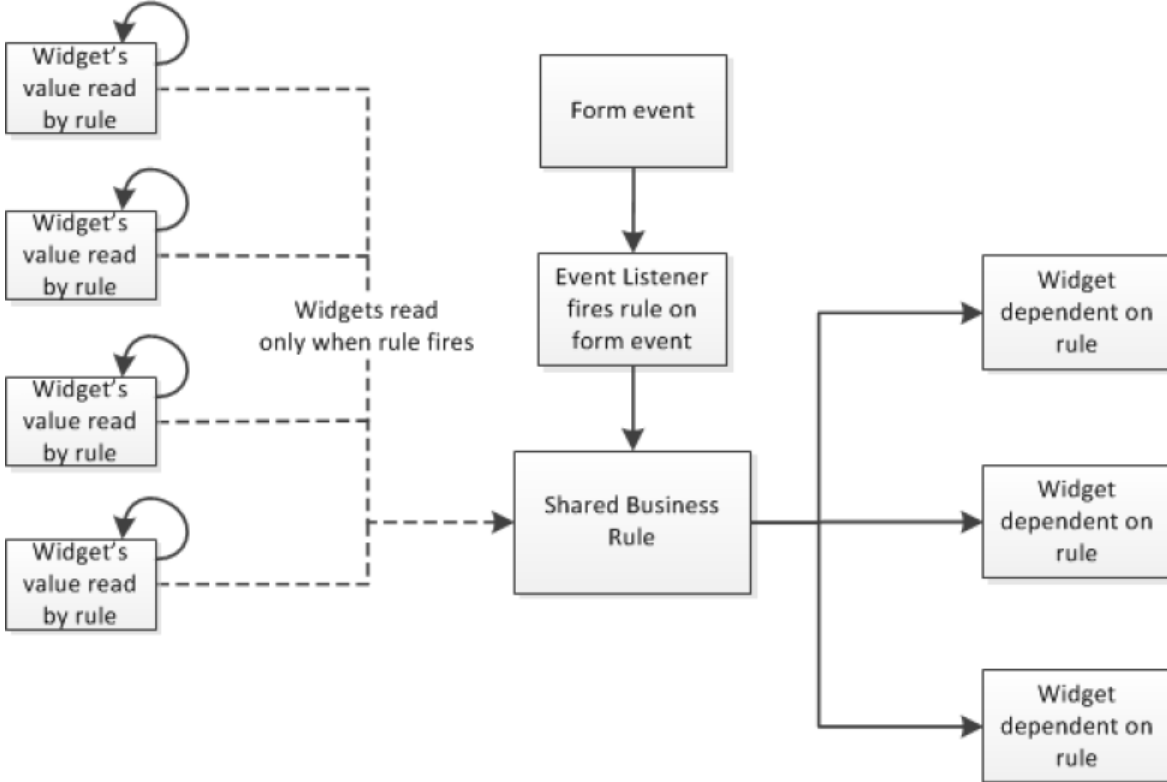 Widget's
value read
by rule
Widget's
value read
by rule
Widget's
value read
by rule
Widget's
value read
by rule
Widgets read
only when rule fires
Form event
Event Listener
fires rule on
form event
Shared Business
Rule
Widget
dependent on
rule
Widget
dependent on
rule
Widget
dependent on
rule